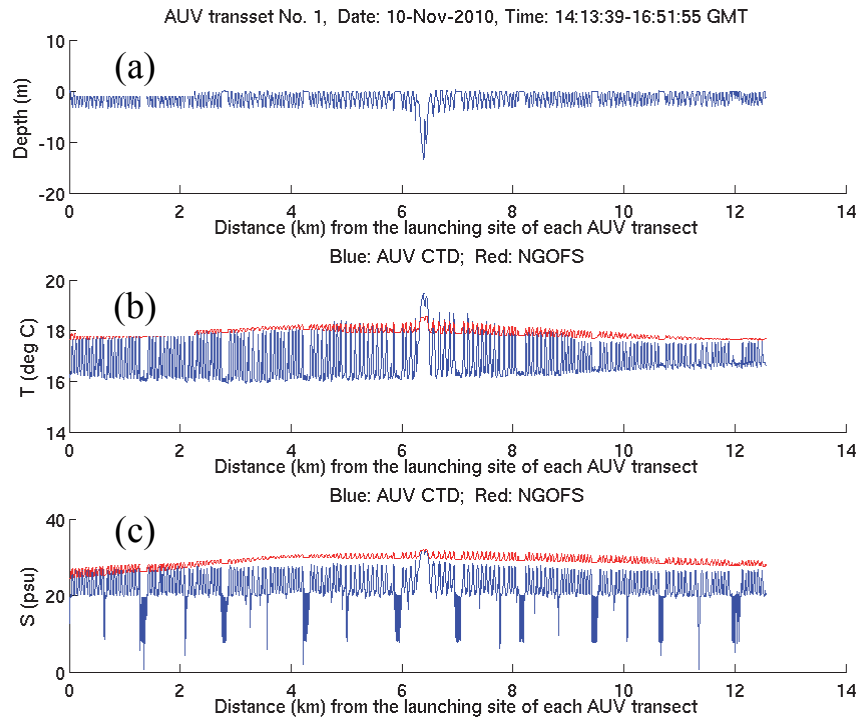 AUV transset No. 1, Date: 10-Nov-2010, Time: 14:13:39-16:51:55 GMT
(a)
Depth (m)
10
0
-10
-20
0 2 4 6 8 10 12 14
Distance (km) from the launching site of each AUV transect
Blue: AUV CTD; Red: NGOFS
(b)
T (deg C)
20
18
16
14
0 2 4 6 8 10 12 14
Distance (km) from the launching site of each AUV transect
Blue: AUV CTD; Red: NGOFS
(c)
S (psu)
40
20
0
0 2 4 6 8 10 12 14
Distance (km) from the launching site of each AUV transect